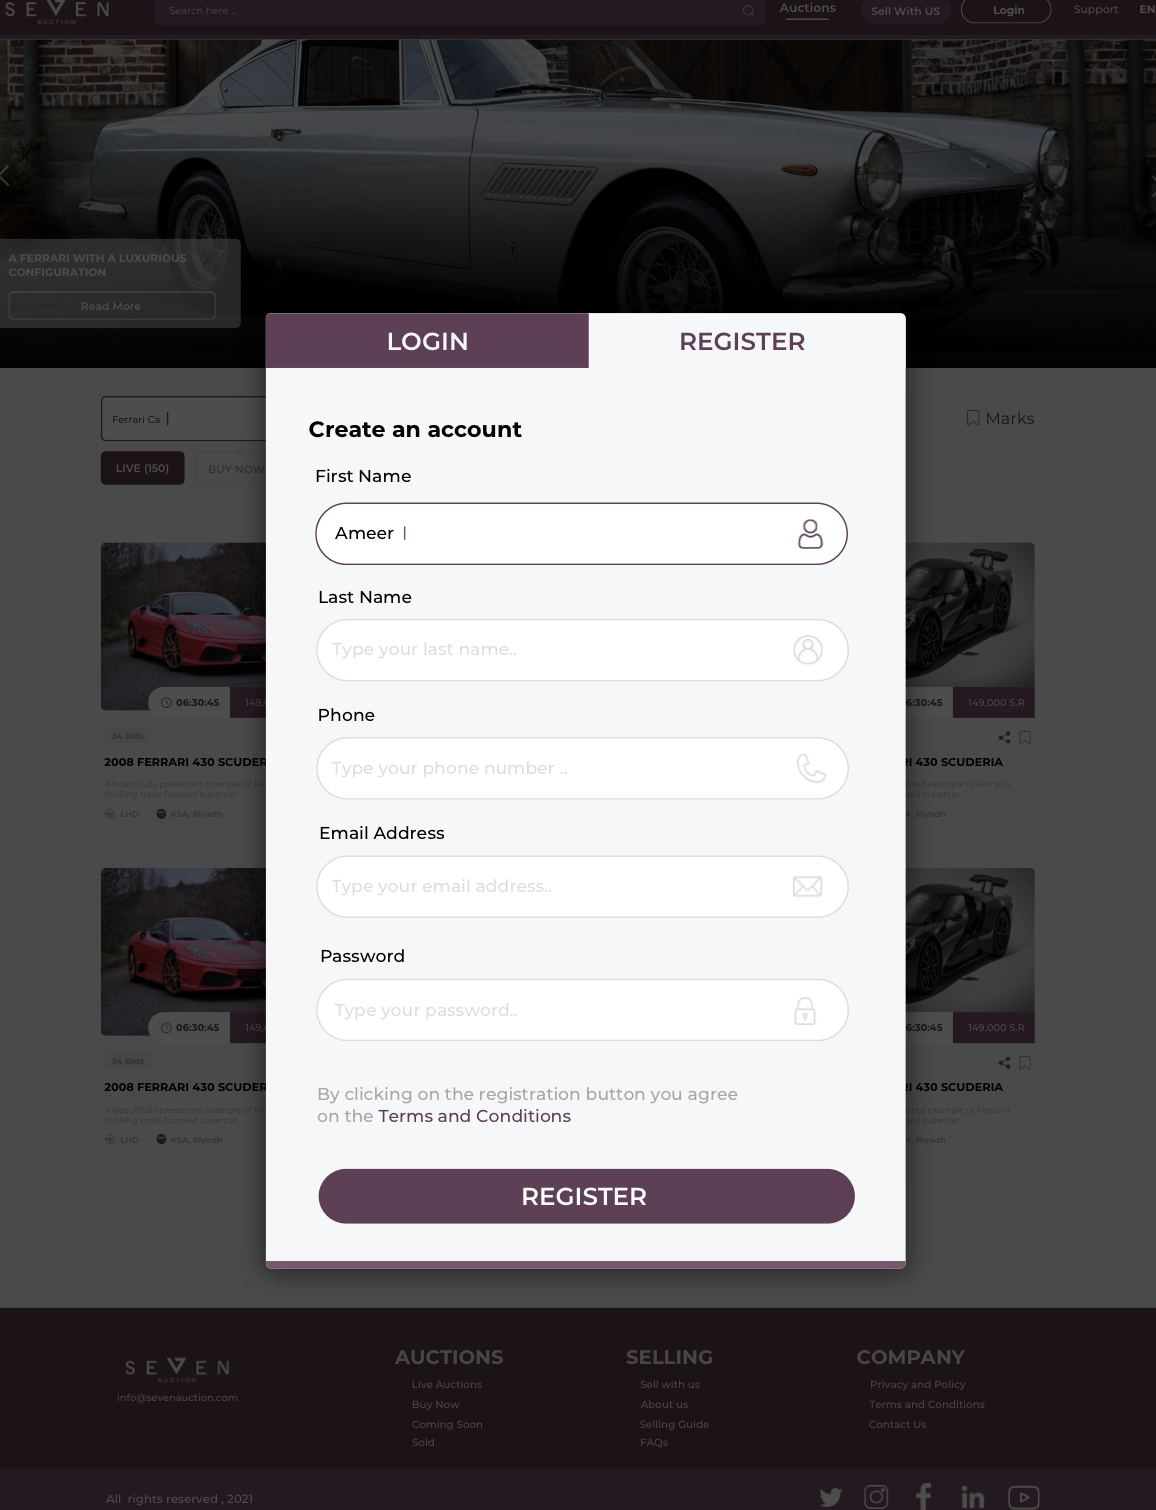 SEVEN
AUCTION
Search here ...
Auctions
Sell With US
Login
Support
EN
A FERRARI WITH A LUXURIOUS
CONFIGURATION
Read More
LOGIN
REGISTER
Ferrari Ca
Marks
LIVE (150)
BUY NOW
Create an account
First Name
Ameer
Last Name
Type your last name..
Phone
Type your phone number ..
Email Address
Type your email address..
Password
Type your password..
By clicking on the registration button you agree
on the Terms and Conditions
REGISTER
06:30:45
149,
34 Bids
2008 FERRARI 430 SCUDER
A beautifully presented example of Fe
thrilling track-focused supercar
LHD
KSA, Riyadh
6:30:45
149,000 S.R
430 SCUDERIA
nted example of Ferrari's
ed supercar
Riyadh
06:30:45
149,
34 Bids
2008 FERRARI 430 SCUDER
A beautifully presented example of Fe
thrilling track-focused supercar
LHD
KSA, Riyadh
6:30:45
149,000 S.R
430 SCUDERIA
nted example of Ferrari's
ed supercar
Riyadh
SEVEN
AUCTION
info@sevenauction.com
AUCTIONS
Live Auctions
Buy Now
Coming Soon
Sold
SELLING
Sell with us
About us
Selling Guide
FAQs
COMPANY
Privacy and Policy
Terms and Conditions
Contact Us
All rights reserved , 2021